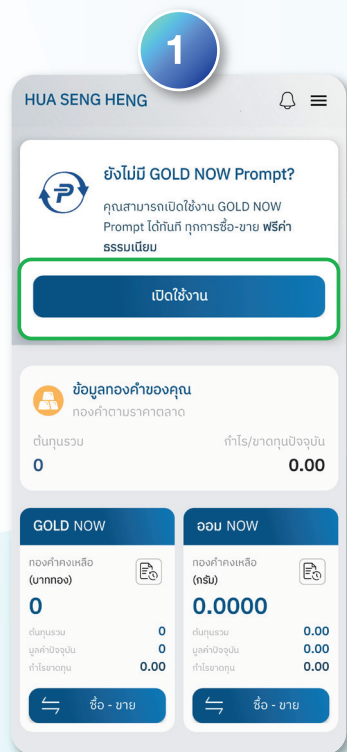 1
HUA SENG HENG
ยังไม่มี GOLD NOW Prompt?
คุณสามารถเปิดใช้งาน GOLD NOW
Prompt ได้ทันที ทุกการซื้อ-ขาย ฟรีค่า
ธรรมเนียม
เปิดใช้งาน
ข้อมูลทองคำของคุณ
ทองคำตามราคาตลาด
ต้นทุนรวม กำไร/ขาดทุนปัจจุบัน
0 0.00
GOLD NOW
ทองคำคงเหลือ
(บาททอง)
0
ต้นทุนรวม 0
มูลค่าปัจจุบัน 0
กำไรขาดทุน 0.00
ซื้อ - ขาย
ออม NOW
ทองคำคงเหลือ
(กรัม)
0.0000
ต้นทุนรวม 0.00
มูลค่าปัจจุบัน 0.00
กำไรขาดทุน 0.00
ซื้อ - ขาย